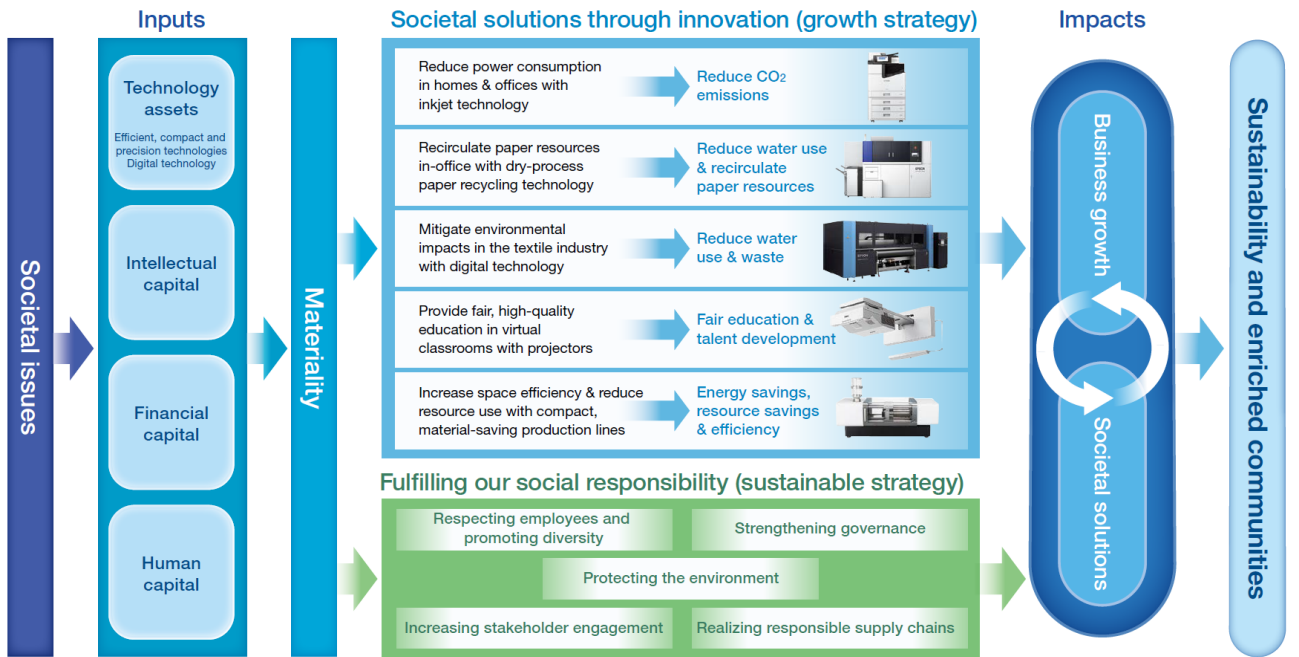 Inputs
Societal solutions through innovation (growth strategy)
Impacts
Societal issues
Technology
assets
Efficient, compact and
precision technologies
Digital technology
Intellectual
capital
Financial
capital
Human
capital
Materiality
Reduce power consumption
in homes & offices with
inkjet technology
Reduce CO2
emissions
Recirculate paper resources
in-office with dry-process
paper recycling technology
Reduce water use
& recirculate
paper resources
Mitigate environmental
impacts in the textile industry
with digital technology
Reduce water
use & waste
Provide fair, high-quality
education in virtual
classrooms with projectors
Fair education &
talent development
Increase space efficiency & reduce
resource use with compact,
material-saving production lines
Energy savings,
resource savings
& efficiency
Fulfilling our social responsibility (sustainable strategy)
Respecting employees and
promoting diversity
Strengthening governance
Protecting the environment
Increasing stakeholder engagement
Realizing responsible supply chains
Business growth
Societal solutions
Sustainability and enriched communities